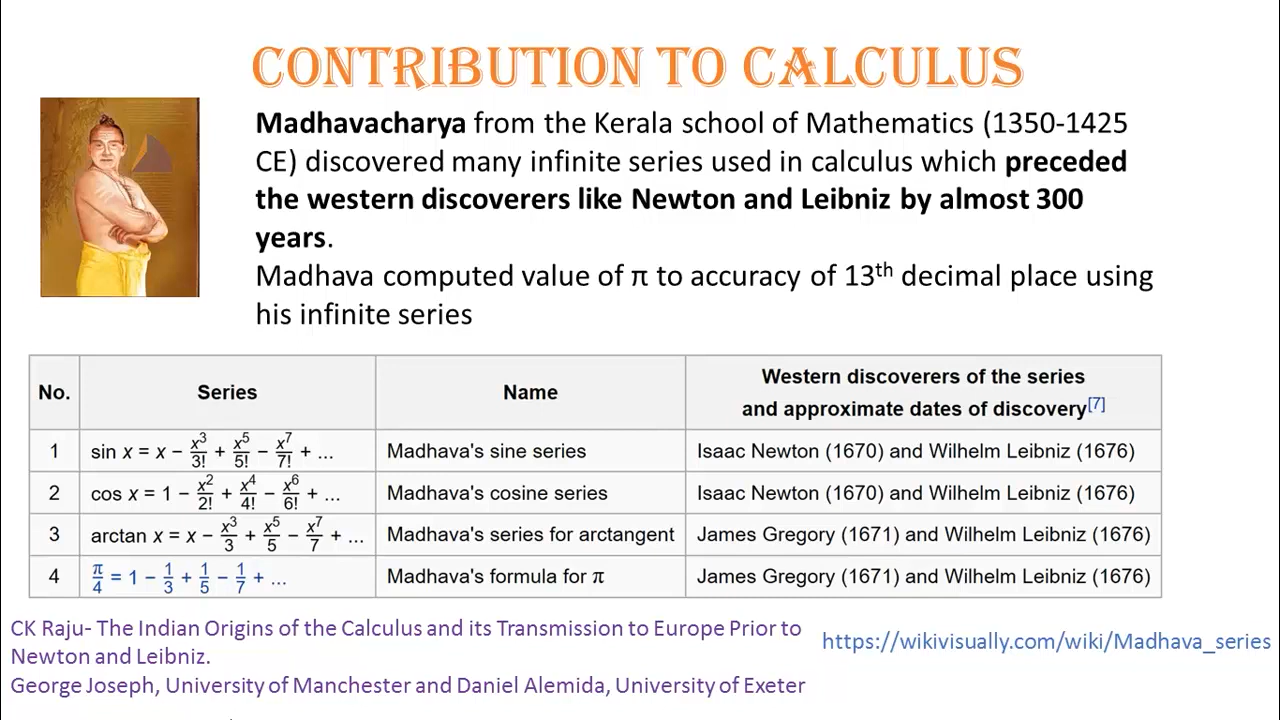 CONTRIBUTION TO CALCULUS
Madhavacharya from the Kerala school of Mathematics (1350-1425
CE) discovered many infinite series used in calculus which preceded
the western discoverers like Newton and Leibniz by almost 300
years.
Madhava computed value of π to accuracy of 13th decimal place using
his infinite series
No. Series Name Western discoverers of the series
and approximate dates of discovery[7]
1 sin x = x − x³/3! + x⁵/5! − x⁷/7! + ... Madhava's sine series Isaac Newton (1670) and Wilhelm Leibniz (1676)
2 cos x = 1 − x²/2! + x⁴/4! − x⁶/6! + ... Madhava's cosine series Isaac Newton (1670) and Wilhelm Leibniz (1676)
3 arctan x = x − x³/3 + x⁵/5 − x⁷/7 + ... Madhava's series for arctangent James Gregory (1671) and Wilhelm Leibniz (1676)
4 π/4 = 1 − 1/3 + 1/5 − 1/7 + ... Madhava's formula for π James Gregory (1671) and Wilhelm Leibniz (1676)
CK Raju- The Indian Origins of the Calculus and its Transmission to Europe Prior to
Newton and Leibniz.
George Joseph, University of Manchester and Daniel Alemida, University of Exeter
https://wikivisually.com/wiki/Madhava_series